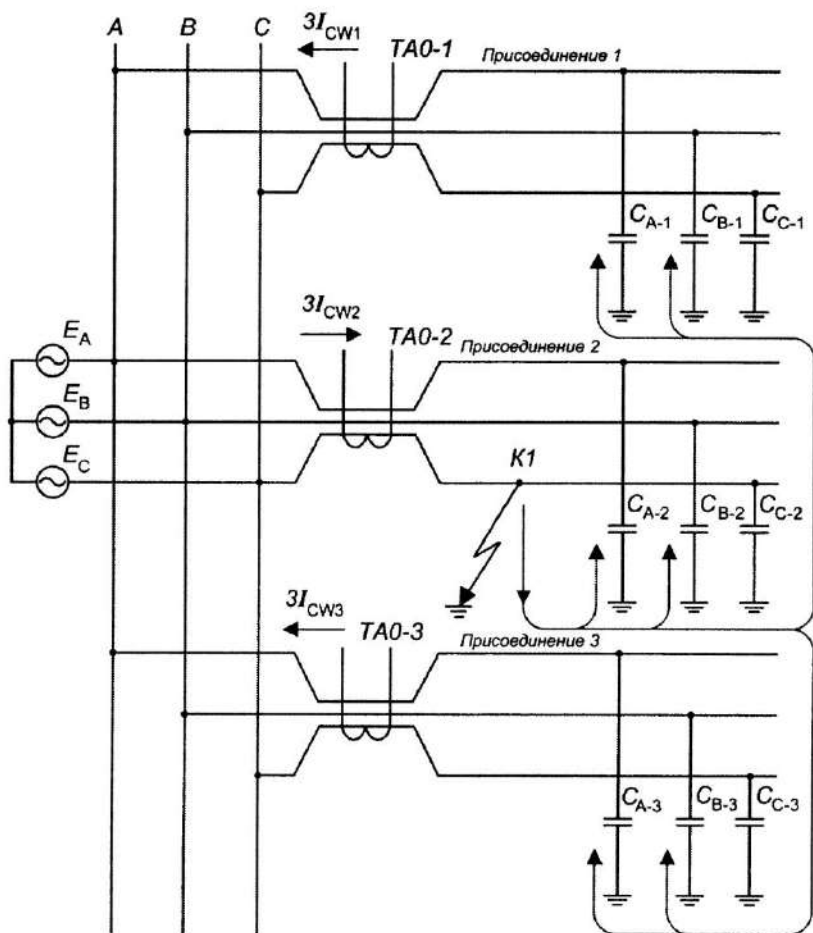 A B C 3I_CW1 TA0-1 Присоединение 1
C_A-1 C_B-1 C_C-1
3I_CW2 TA0-2 Присоединение 2
E_A
E_B
E_C
K1
C_A-2 C_B-2 C_C-2
3I_CW3 TA0-3 Присоединение 3
C_A-3 C_B-3 C_C-3